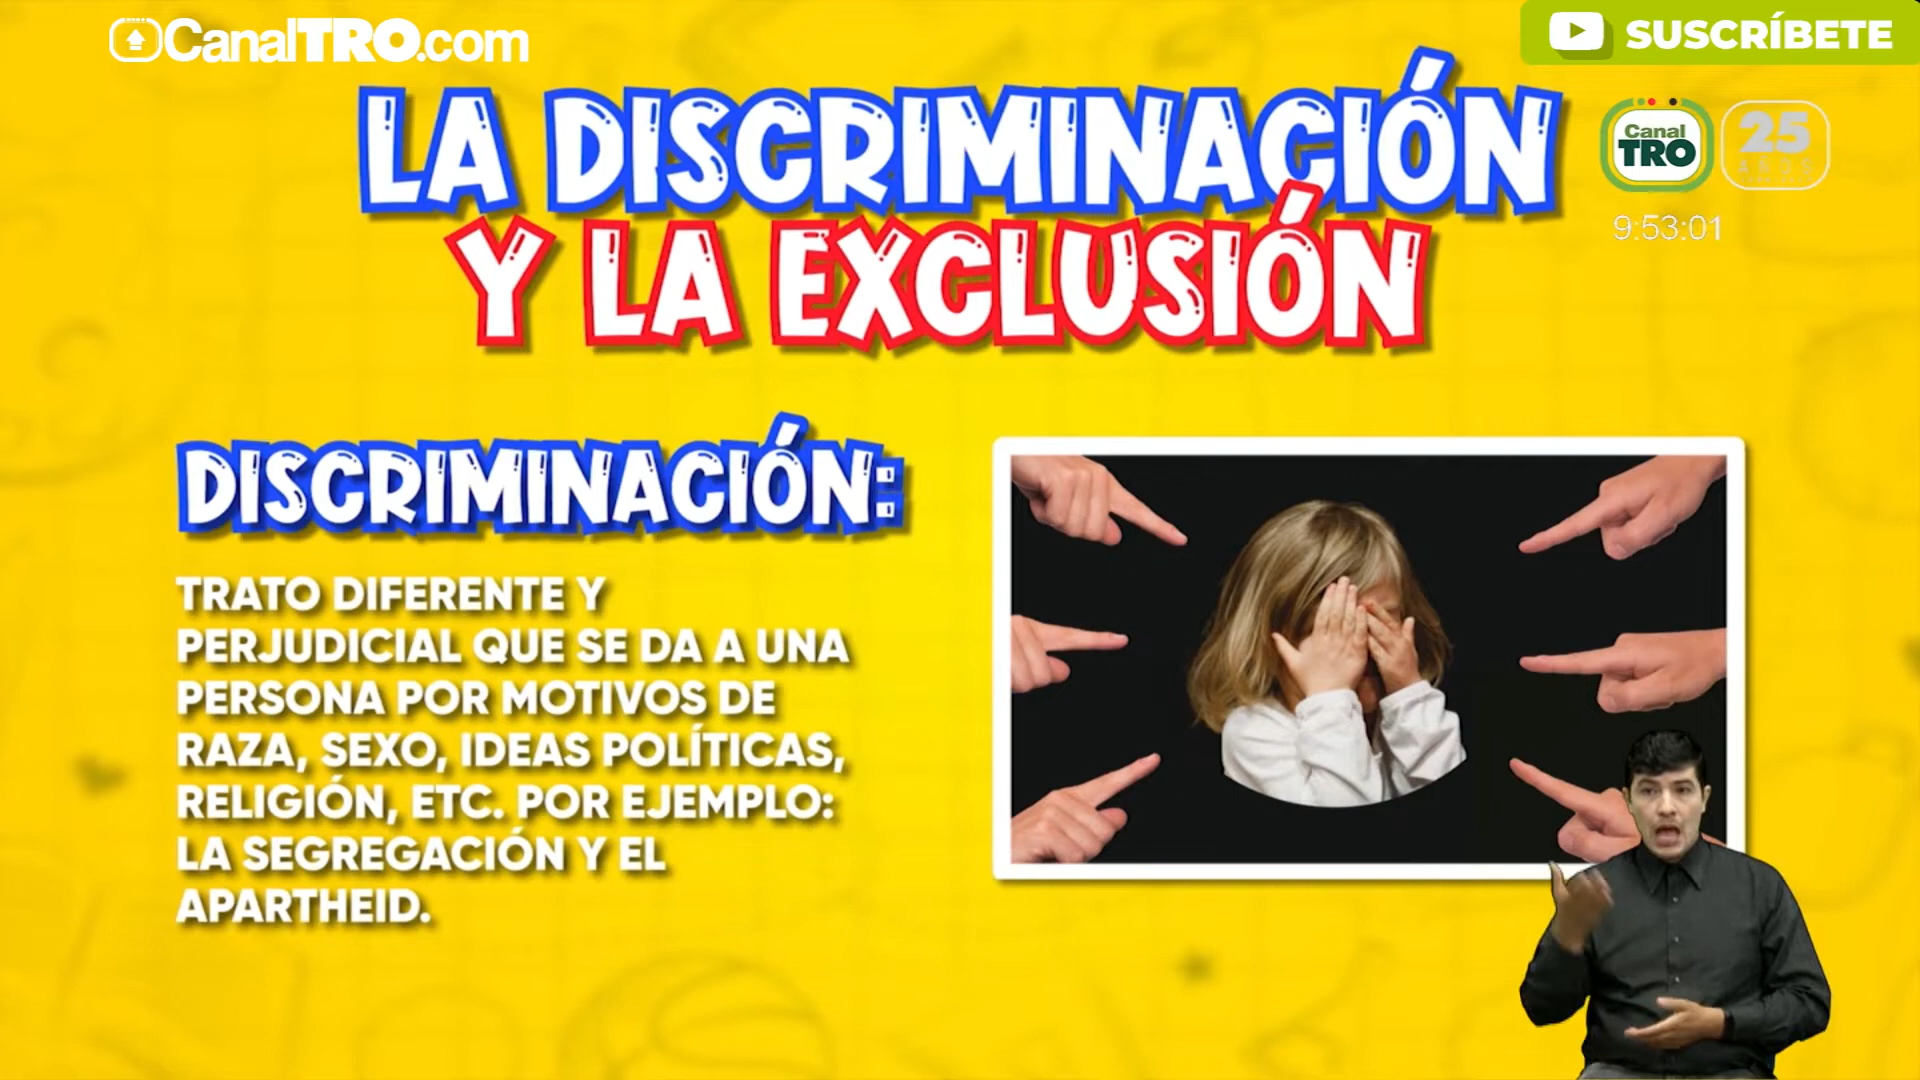 CanalTRO.com
SUSCRÍBETE
LA DISCRIMINACIÓN
Y LA EXCLUSIÓN
Canal
TRO
25
AÑOS
9:53:01
DISCRIMINACIÓN:
TRATO DIFERENTE Y
PERJUDICIAL QUE SE DA A UNA
PERSONA POR MOTIVOS DE
RAZA, SEXO, IDEAS POLÍTICAS,
RELIGIÓN, ETC. POR EJEMPLO:
LA SEGREGACIÓN Y EL
APARTHEID.